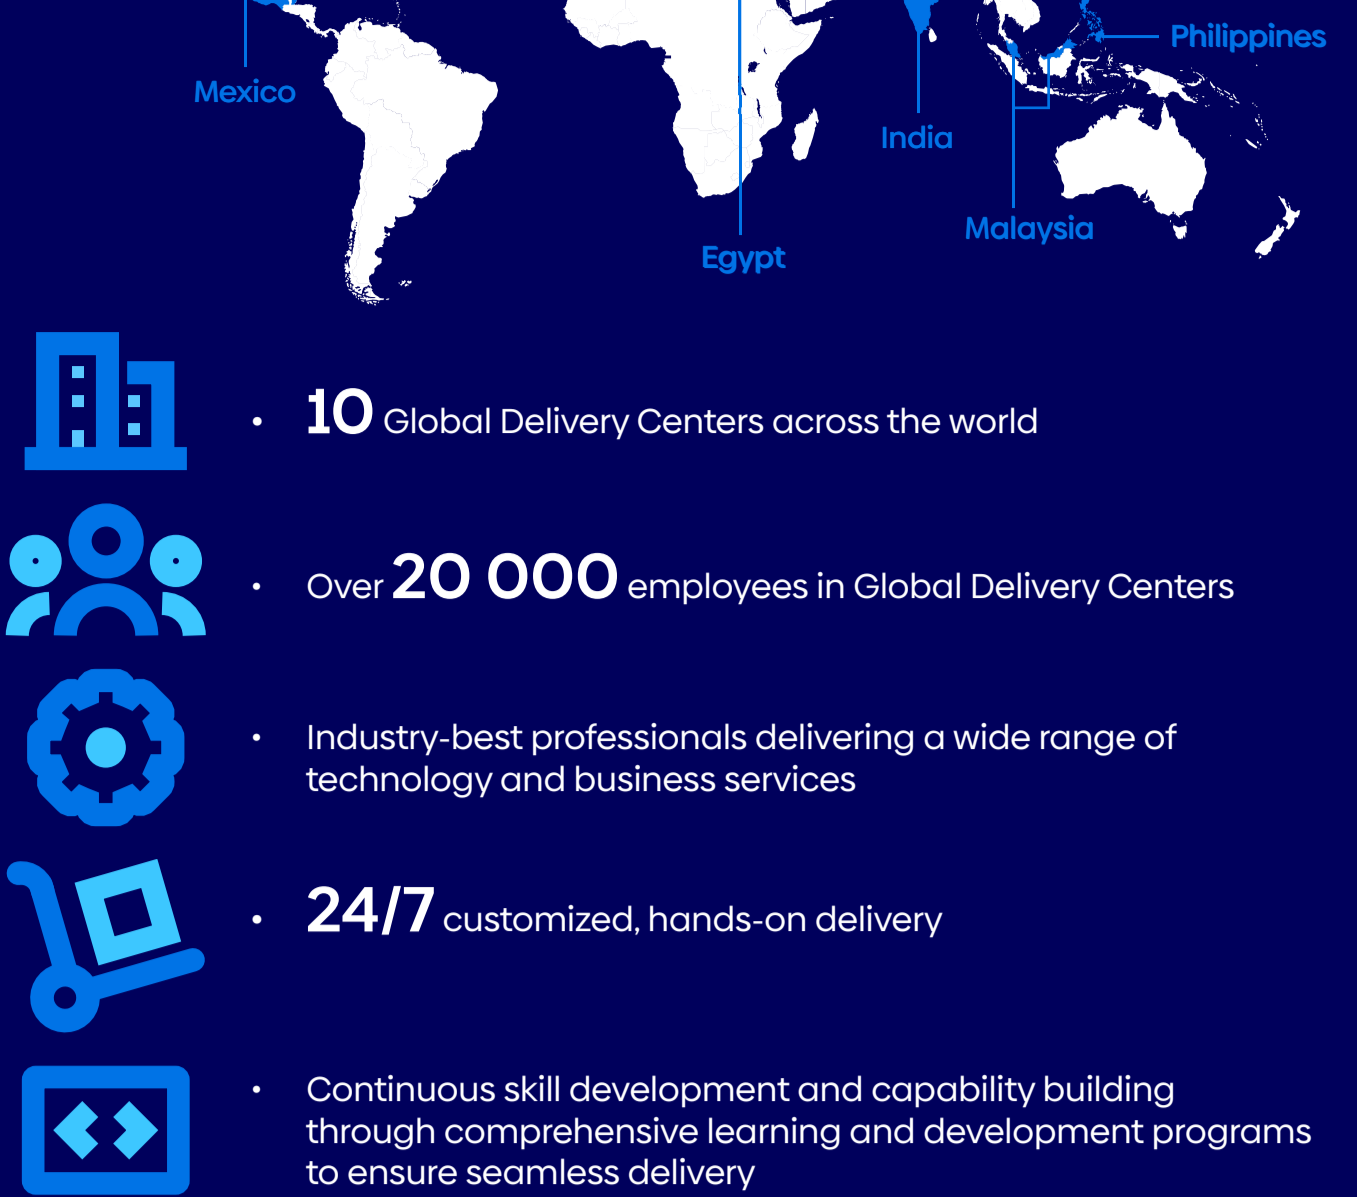 Philippines
Mexico
India
Malaysia
Egypt
• 10 Global Delivery Centers across the world
• Over 20 000 employees in Global Delivery Centers
• Industry-best professionals delivering a wide range of
technology and business services
• 24/7 customized, hands-on delivery
• Continuous skill development and capability building
through comprehensive learning and development programs
to ensure seamless delivery